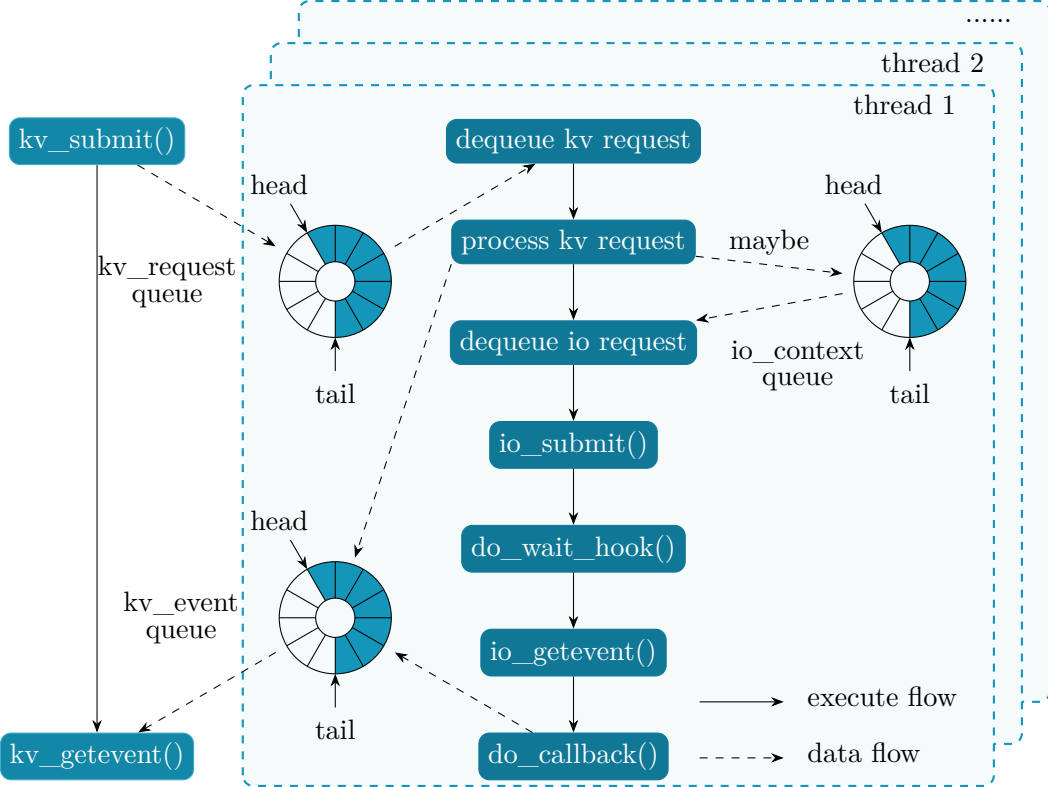 ......
thread 2
thread 1
kv_submit()
dequeue kv request
head
head
process kv request
maybe
kv_request
queue
dequeue io request
io_context
queue
tail
tail
io_submit()
head
do_wait_hook()
kv_event
queue
io_getevent()
execute flow
tail
kv_getevent()
do_callback()
data flow